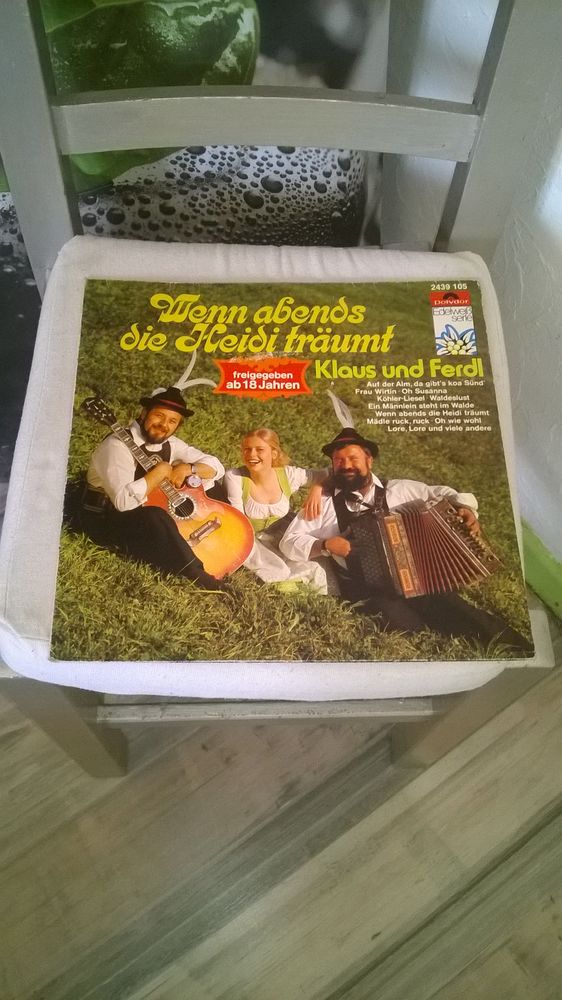 2439 105
Polydor
Edelweiß
serie
Wenn abends
die Heidi träumt
Klaus und Ferdl
freigegeben
ab 18 Jahren
Auf der Alm, da gibt's koa Sünd'
Frau Wirtin · Oh Susanna
Köhler-Liesel · Waldeslust
Ein Männlein steht im Walde
Wenn abends die Heidi träumt
Mädle ruck, ruck · Oh wie wohl
Lore, Lore und viele andere